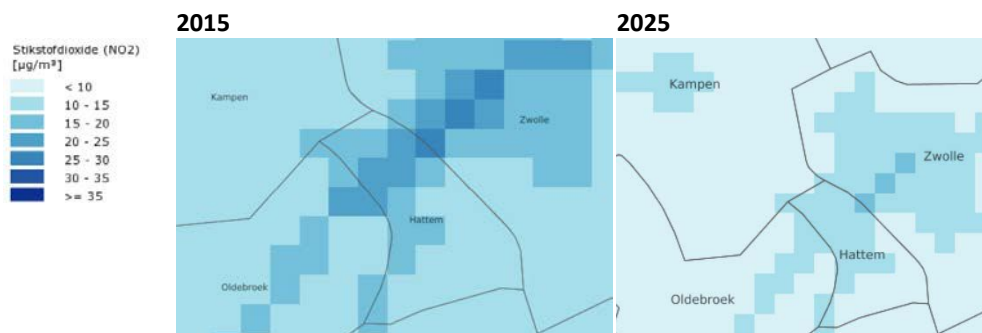 2015
2025
Stikstofdioxide (NO2)
[µg/m³]
< 10
10 - 15
15 - 20
20 - 25
25 - 30
30 - 35
>= 35
Kampen
Zwolle
Hattem
Oldebroek
Kampen
Zwolle
Hattem
Oldebroek